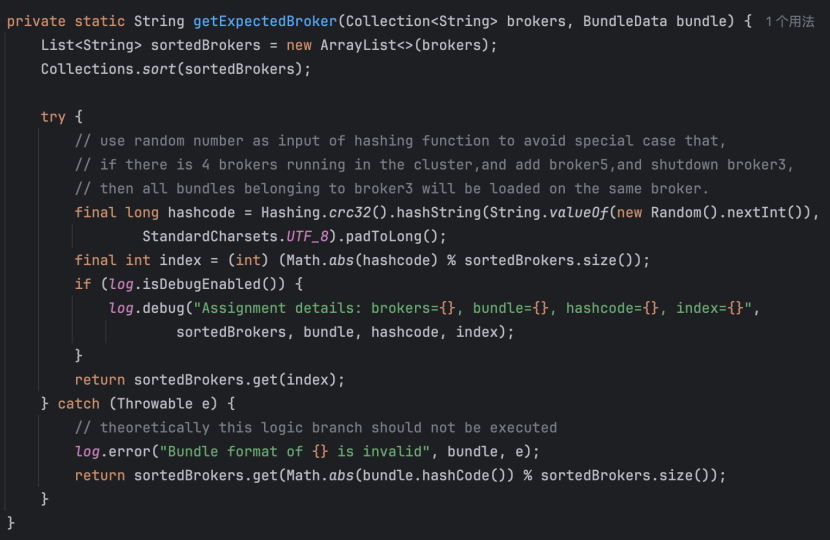 private static String getExpectedBroker(Collection<String> brokers, BundleData bundle) { 1个用法
    List<String> sortedBrokers = new ArrayList<>(brokers);
    Collections.sort(sortedBrokers);

    try {
        // use random number as input of hashing function to avoid special case that,
        // if there is 4 brokers running in the cluster,and add broker5,and shutdown broker3,
        // then all bundles belonging to broker3 will be loaded on the same broker.
        final long hashcode = Hashing.crc32().hashString(String.valueOf(new Random().nextInt()),
                StandardCharsets.UTF_8).padToLong();
        final int index = (int) (Math.abs(hashcode) % sortedBrokers.size());
        if (log.isDebugEnabled()) {
            log.debug("Assignment details: brokers={}, bundle={}, hashcode={}, index={}",
                    sortedBrokers, bundle, hashcode, index);
        }
        return sortedBrokers.get(index);
    } catch (Throwable e) {
        // theoretically this logic branch should not be executed
        log.error("Bundle format of {} is invalid", bundle, e);
        return sortedBrokers.get(Math.abs(bundle.hashCode()) % sortedBrokers.size());
    }
}